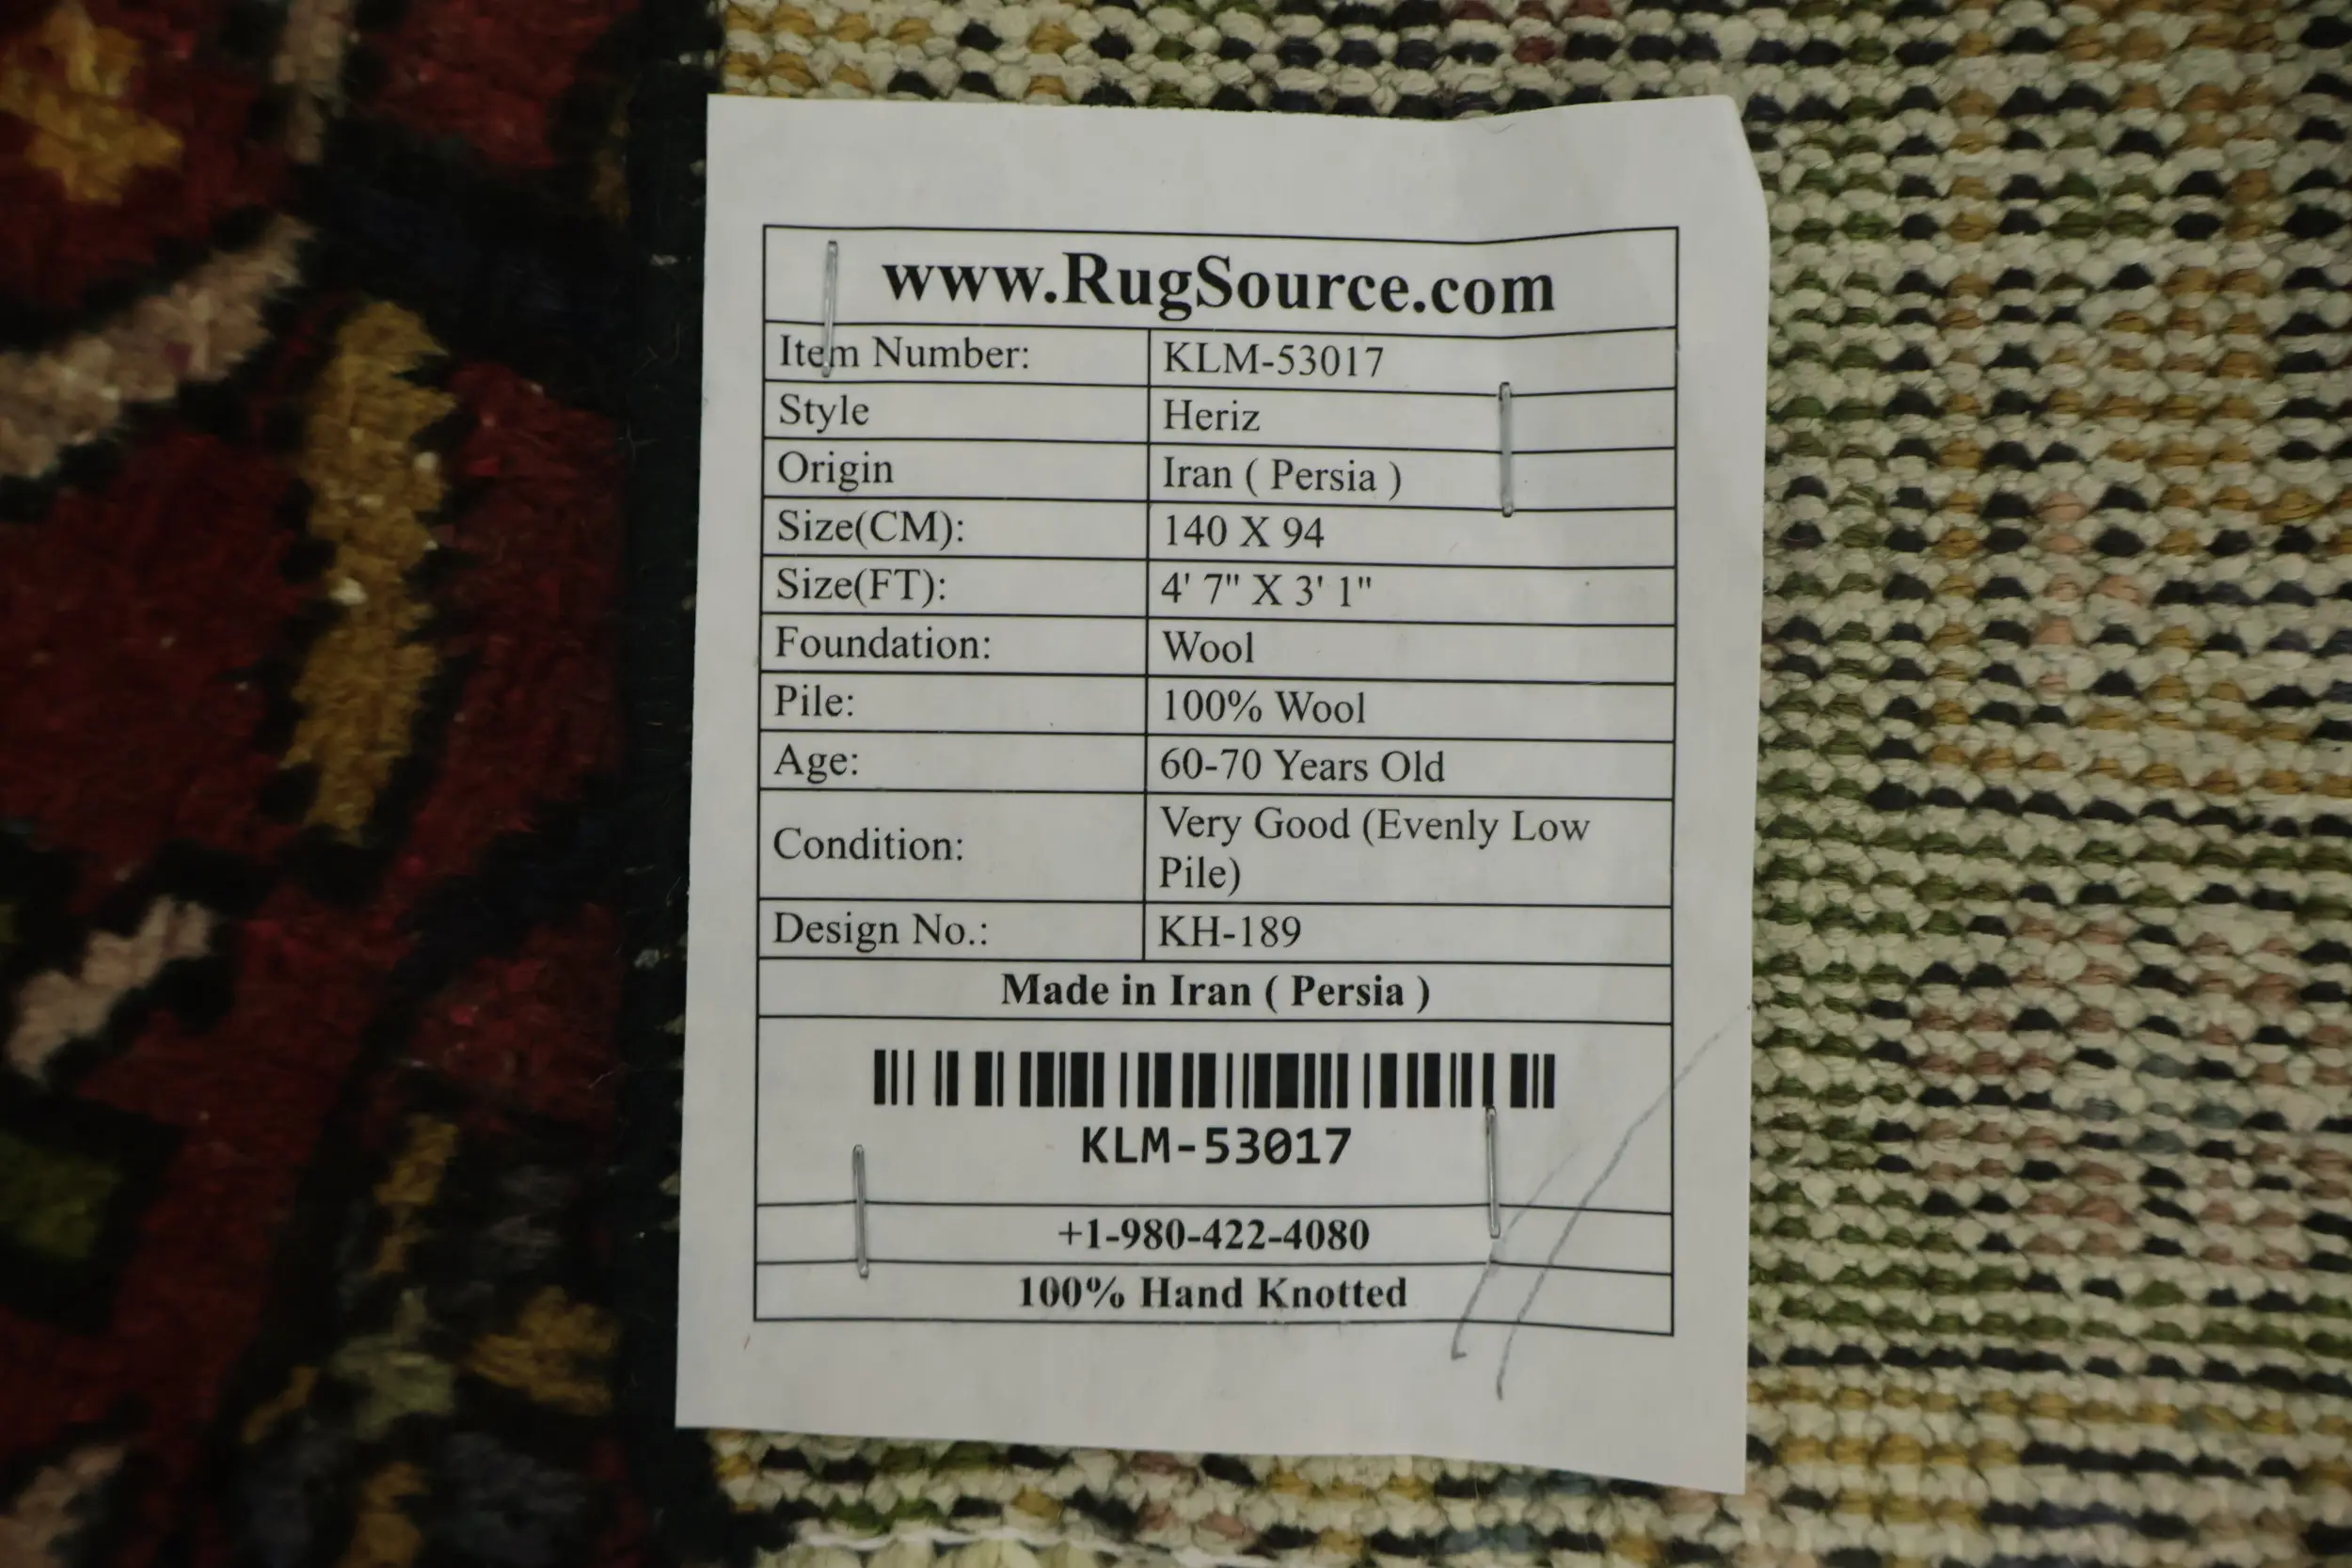 www.RugSource.com
Item Number: KLM-53017
Style Heriz
Origin Iran ( Persia )
Size(CM): 140 X 94
Size(FT): 4' 7" X 3' 1"
Foundation: Wool
Pile: 100% Wool
Age: 60-70 Years Old
Condition: Very Good (Evenly Low
Pile)
Design No.: KH-189
Made in Iran ( Persia )
KLM-53017
+1-980-422-4080
100% Hand Knotted